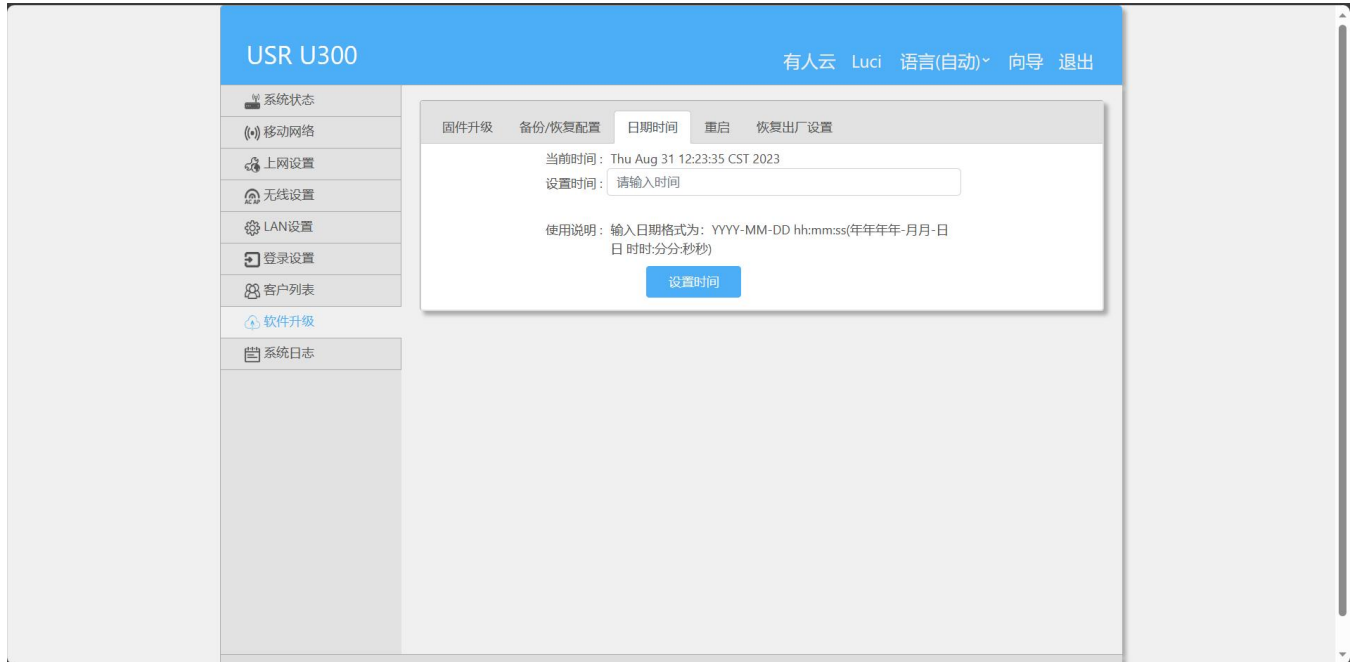 USR U300
有人云 Luci 语言(自动) 向导 退出
系统状态
移动网络
上网设置
无线设置
LAN设置
登录设置
客户列表
软件升级
系统日志
固件升级 备份/恢复配置 日期时间 重启 恢复出厂设置
当前时间： Thu Aug 31 12:23:35 CST 2023
设置时间： 请输入时间
使用说明： 输入日期格式为：YYYY-MM-DD hh:mm:ss(年年年年-月月-日
日 时时:分分:秒秒)
设置时间